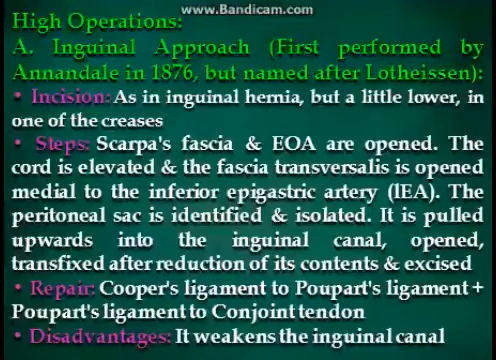 www.Bandicam.com
High Operations:
A. Inguinal Approach (First performed by
Annandale in 1876, but named after Lotheissen):
• Incision: As in inguinal hernia, but a little lower, in
one of the creases
• Steps: Scarpa's fascia & EOA are opened. The
cord is elevated & the fascia transversalis is opened
medial to the inferior epigastric artery (IEA). The
peritoneal sac is identified & isolated. It is pulled
upwards into the inguinal canal, opened,
transfixed after reduction of its contents & excised
• Repair: Cooper's ligament to Poupart's ligament +
Poupart's ligament to Conjoint tendon
• Disadvantages: It weakens the inguinal canal